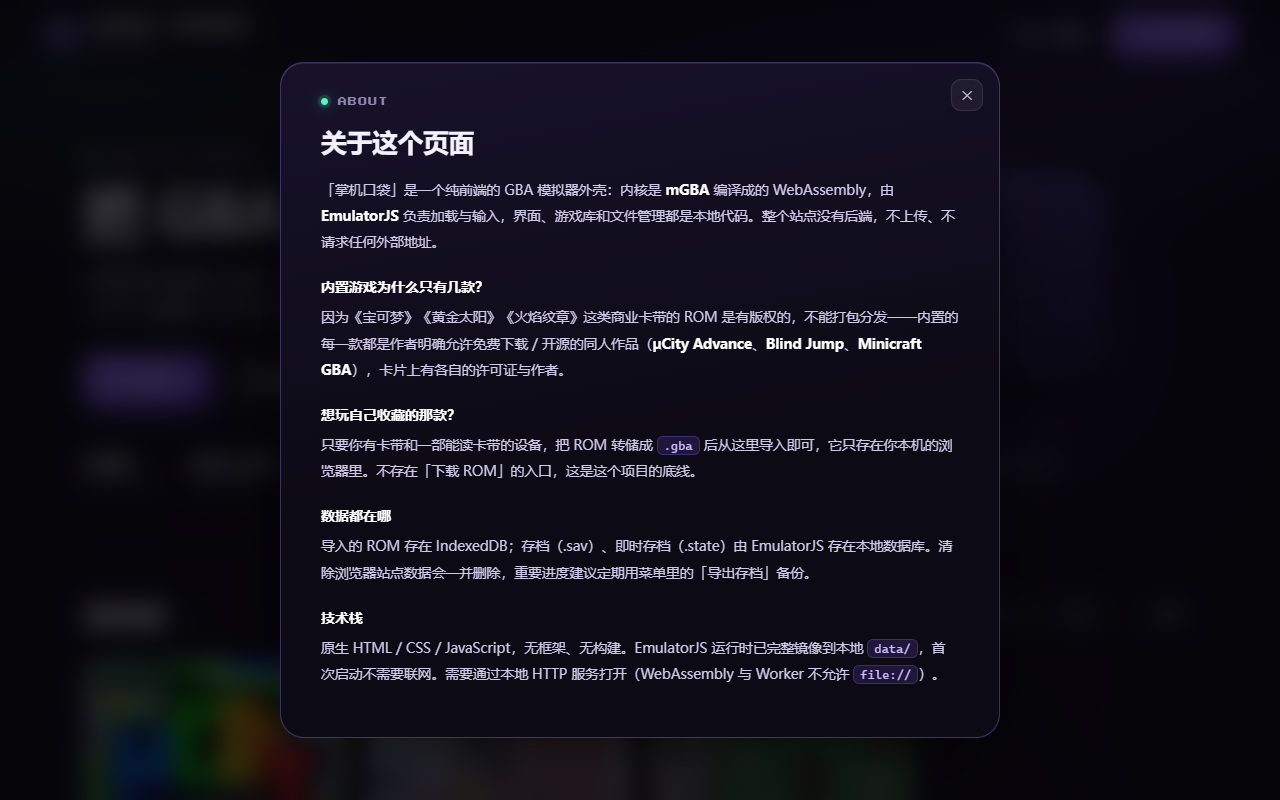 ABOUT
关于这个页面
「掌机口袋」是一个纯前端的 GBA 模拟器外壳：内核是 mGBA 编译成的 WebAssembly，由
EmulatorJS 负责加载与输入，界面、游戏库和文件管理都是本地代码。整个站点没有后端，不上传、不
请求任何外部地址。
内置游戏为什么只有几款？
因为《宝可梦》《黄金太阳》《火焰纹章》这类商业卡带的 ROM 是有版权的，不能打包分发——内置的
每一款都是作者明确允许免费下载 / 开源的同人作品（μCity Advance、Blind Jump、Minicraft
GBA），卡片上有各自的许可证与作者。
想玩自己收藏的那款？
只要你有卡带和一部能读卡带的设备，把 ROM 转储成 .gba 后从这里导入即可，它只存在你本机的浏
览器里。不存在「下载 ROM」的入口，这是这个项目的底线。
数据都在哪
导入的 ROM 存在 IndexedDB；存档（.sav）、即时存档（.state）由 EmulatorJS 存在本地数据库。清
除浏览器站点数据会一并删除，重要进度建议定期用菜单里的「导出存档」备份。
技术栈
原生 HTML / CSS / JavaScript，无框架、无构建。EmulatorJS 运行时已完整镜像到本地 data/，首
次启动不需要联网。需要通过本地 HTTP 服务打开（WebAssembly 与 Worker 不允许 file://）。